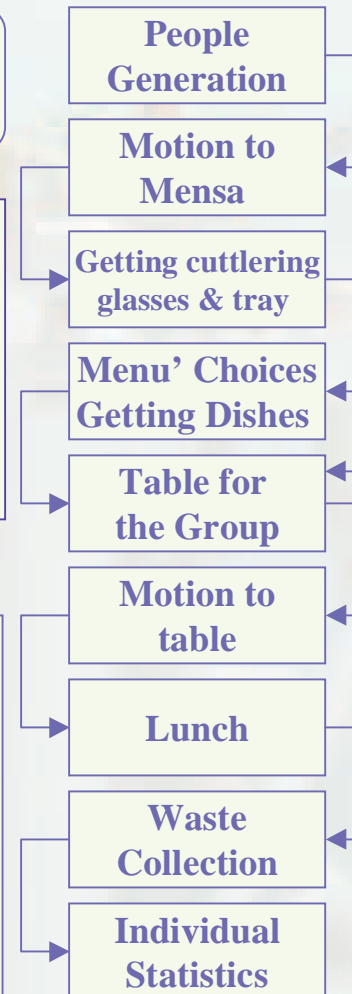 People
Generation
Motion to
Mensa
Getting cuttlering
glasses & tray
Menu’ Choices
Getting Dishes
Table for
the Group
Motion to
table
Lunch
Waste
Collection
Individual
Statistics